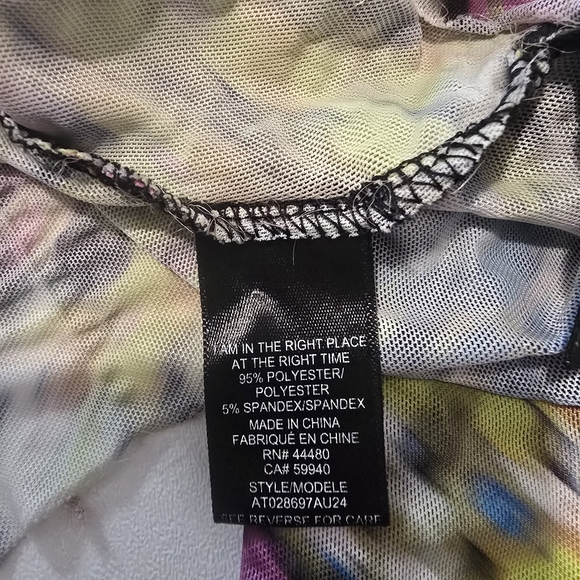 I AM IN THE RIGHT PLACE
AT THE RIGHT TIME
95% POLYESTER/
POLYESTER
5% SPANDEX/SPANDEX
MADE IN CHINA
FABRIQUÉ EN CHINE
RN# 44480
CA# 59940
STYLE/MODELE
AT028697AU24
SEE REVERSE FOR CARE